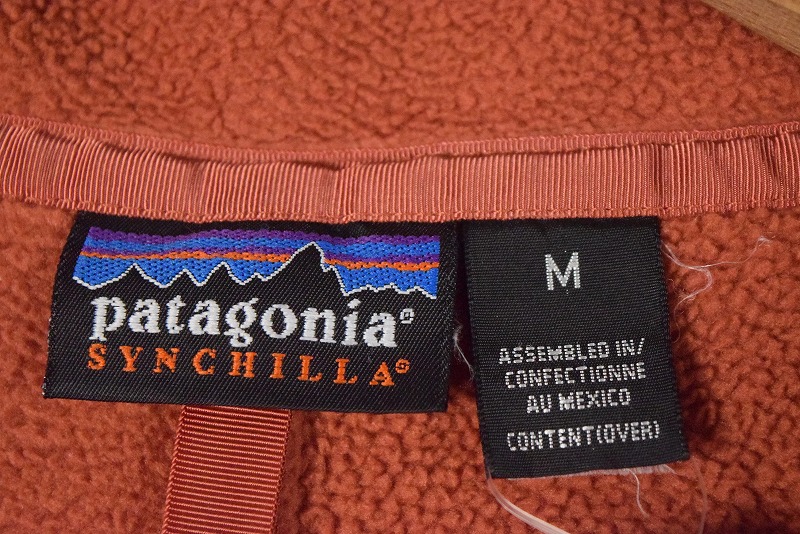 patagonia®
SYNCHILLA®
M
ASSEMBLED IN/
CONFECTIONNE
AU MEXICO
CONTENT(OVER)